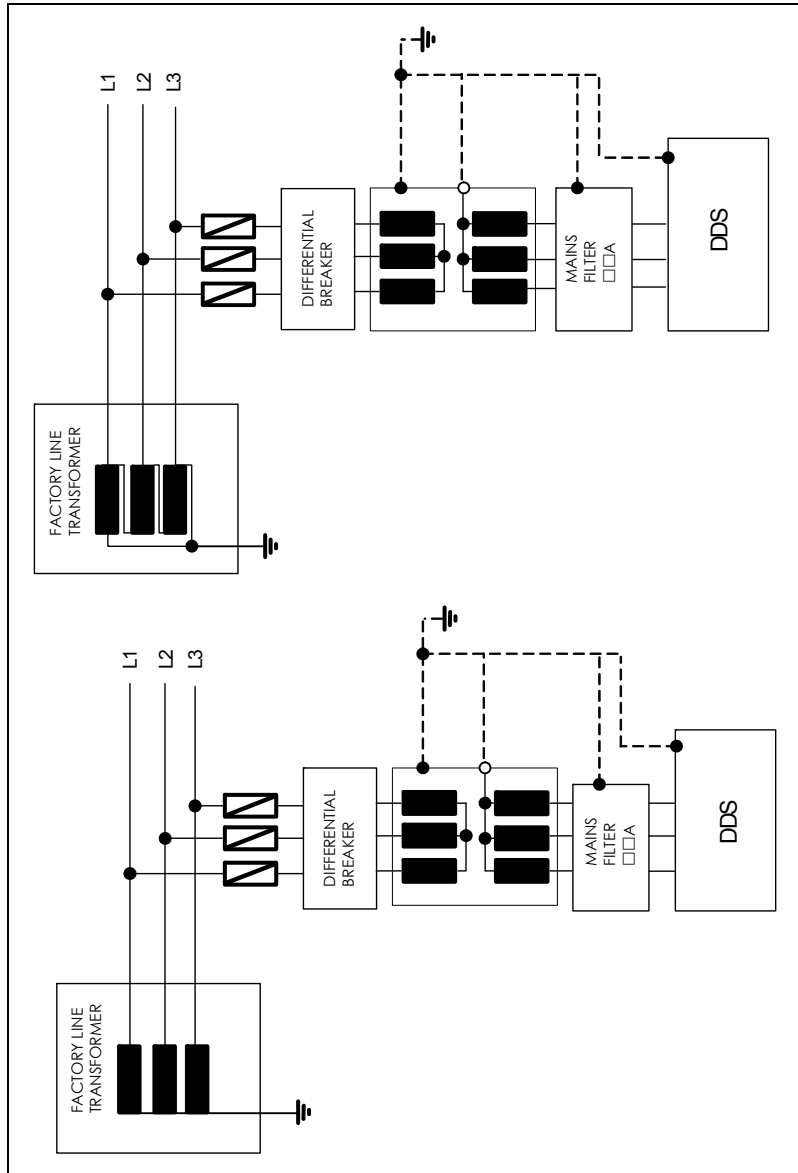 L1
L2
L3
FACTORY LINE
TRANSFORMER
DIFFERENTIAL
BREAKER
MAINS
FILTER
□□A
DDS
L1
L2
L3
FACTORY LINE
TRANSFORMER
DIFFERENTIAL
BREAKER
MAINS
FILTER
□□A
DDS